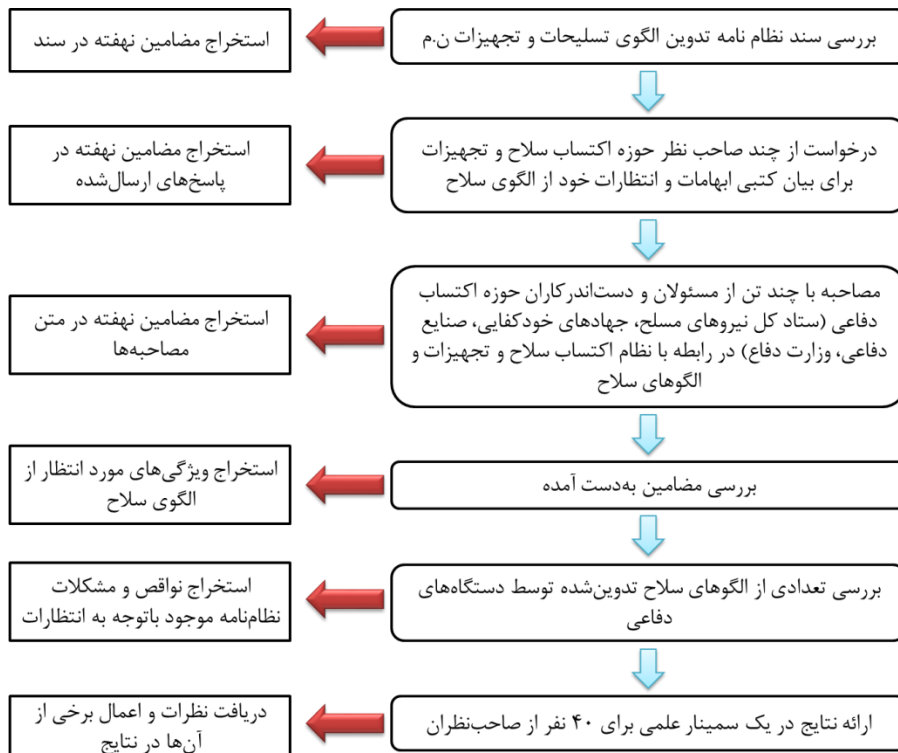 بررسی سند نظام نامه تدوین الگوی تسلیحات و تجهیزات ن.م
استخراج مضامین نهفته در سند
درخواست از چند صاحب نظر حوزه اکتساب سلاح و تجهیزات
برای بیان کتبی ابهامات و انتظارات خود از الگوی سلاح
استخراج مضامین نهفته در
پاسخ‌های ارسال‌شده
مصاحبه با چند تن از مسئولان و دست‌اندرکاران حوزه اکتساب
دفاعی (ستاد کل نیروهای مسلح، جهادهای خودکفایی، صنایع
دفاعی، وزارت دفاع) در رابطه با نظام اکتساب سلاح و تجهیزات و
الگوهای سلاح
استخراج مضامین نهفته در متن
مصاحبه‌ها
بررسی مضامین به‌دست آمده
استخراج ویژگی‌های مورد انتظار از
الگوی سلاح
بررسی تعدادی از الگوهای سلاح تدوین‌شده توسط دستگاه‌های
دفاعی
استخراج نواقص و مشکلات
نظام‌نامه موجود باتوجه به انتظارات
ارائه نتایج در یک سمینار علمی برای ۴۰ نفر از صاحب‌نظران
دریافت نظرات و اعمال برخی از
آن‌ها در نتایج